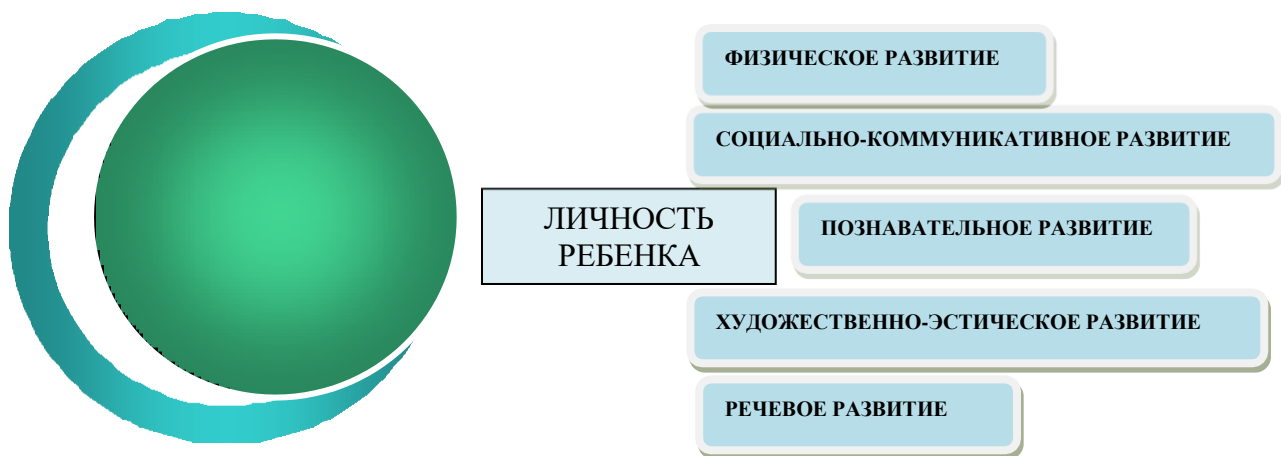 ФИЗИЧЕСКОЕ РАЗВИТИЕ
СОЦИАЛЬНО-КОММУНИКАТИВНОЕ РАЗВИТИЕ
ЛИЧНОСТЬ
РЕБЕНКА
ПОЗНАВАТЕЛЬНОЕ РАЗВИТИЕ
ХУДОЖЕСТВЕННО-ЭСТИЧЕСКОЕ РАЗВИТИЕ
РЕЧЕВОЕ РАЗВИТИЕ